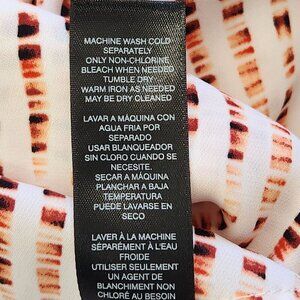 MACHINE WASH COLD
SEPARATELY
ONLY NON-CHLORINE
BLEACH WHEN NEEDED
TUMBLE DRY
WARM IRON AS NEEDED
MAY BE DRY CLEANED
LAVAR A MÁQUINA CON
AGUA FRIA POR
SEPARADO
USAR BLANQUEADOR
SIN CLORO CUANDO SE
NECESITE.
SECAR A MÁQUINA
PLANCHAR A BAJA
TEMPERATURA
PUEDE LAVARSE EN
SECO
LAVER À LA MACHINE
SÉPARÉMENT À L'EAU
FROIDE
UTILISER SEULEMENT
UN AGENT DE
BLANCHIMENT NON
CHLORÉ AU BESOIN